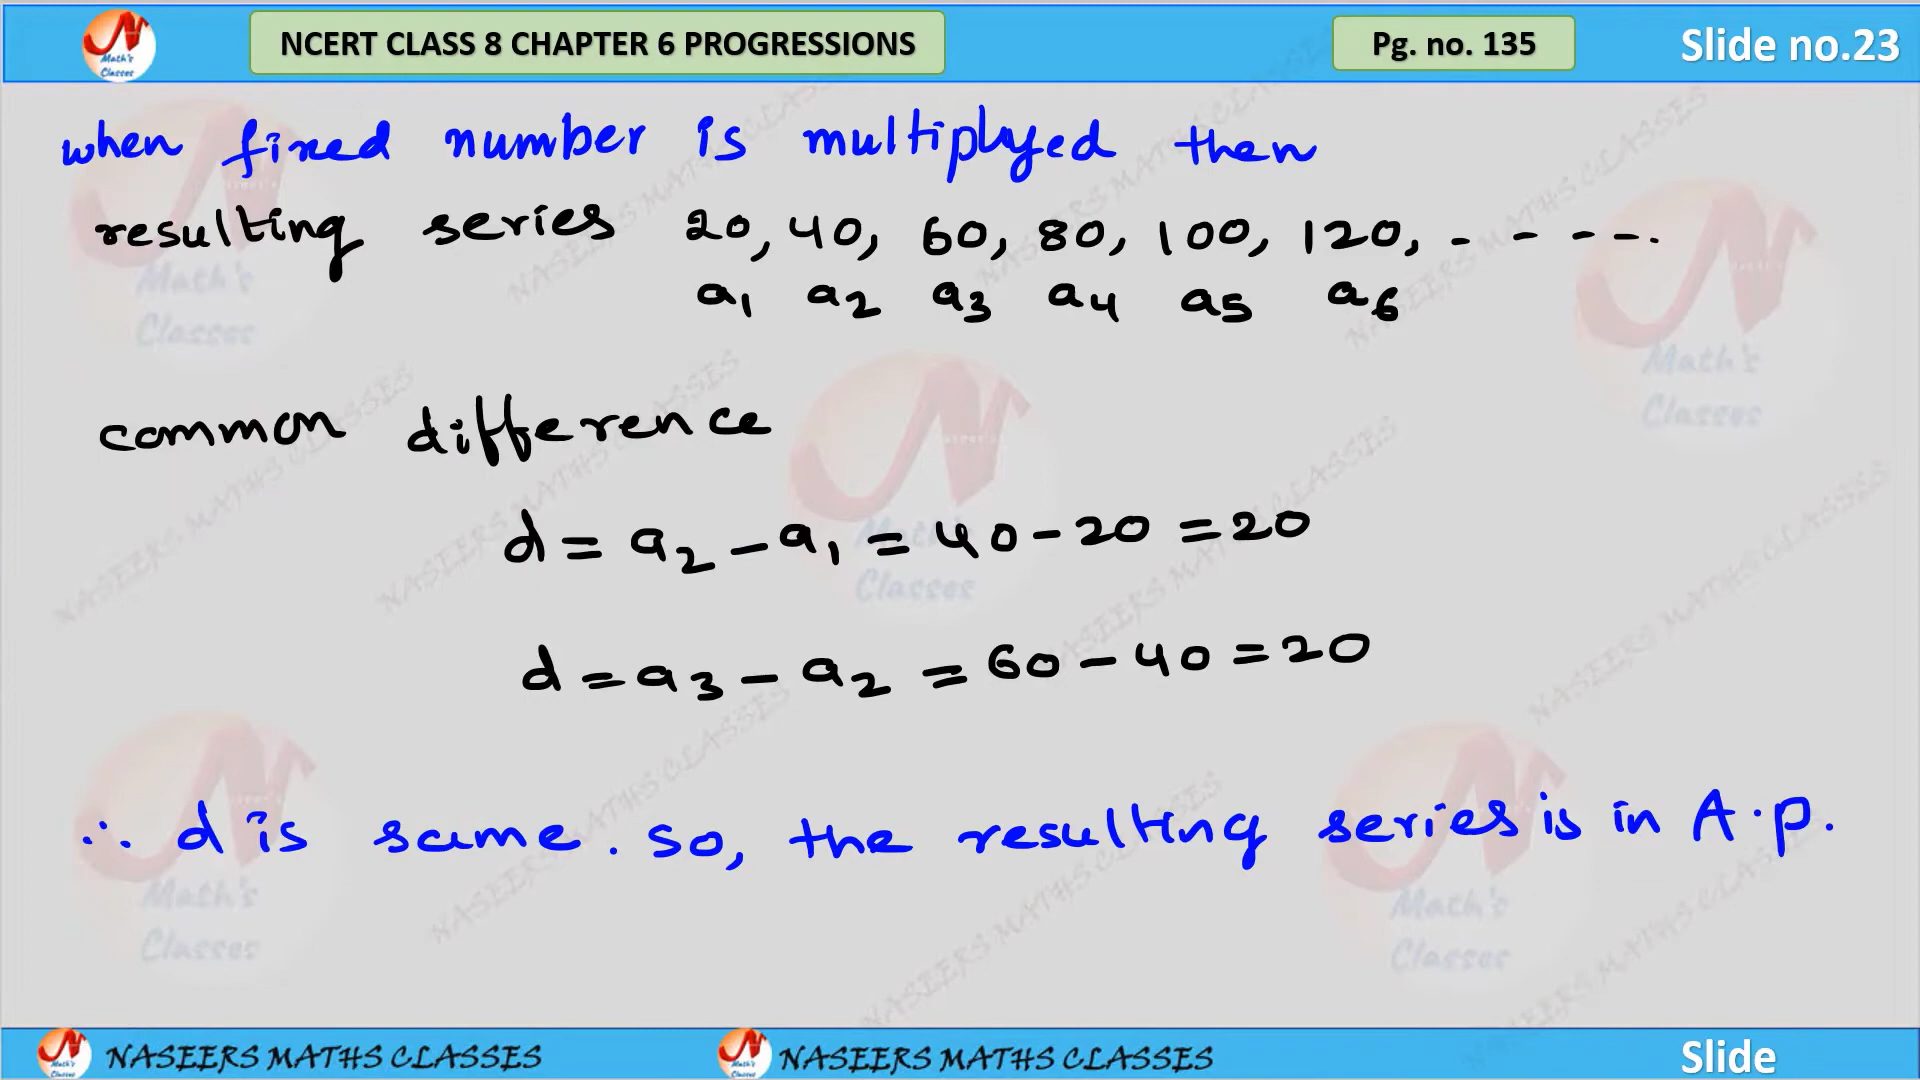 NCERT CLASS 8 CHAPTER 6 PROGRESSIONS
Pg. no. 135
Slide no.23
when fixed number is multiplyed then
resulting series 20, 40, 60, 80, 100, 120, - - - - .
a1 a2 a3 a4 a5 a6
common difference
d = a2 - a1 = 40 - 20 = 20
d = a3 - a2 = 60 - 40 = 20
∴ d is same. so, the resulting series is in A.p.
NASEERS MATHS CLASSES
NASEERS MATHS CLASSES
Slide